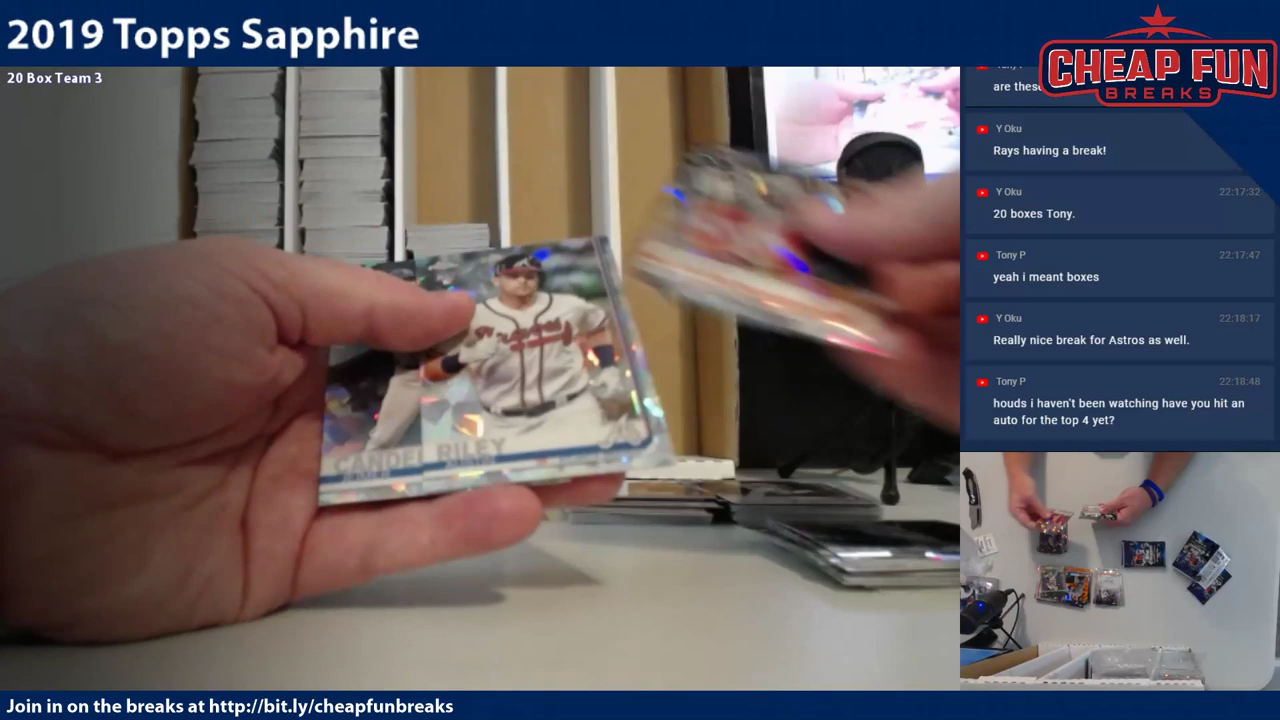 2019 Topps Sapphire
20 Box Team 3
CHEAP FUN
BREAKS
are these
Y Oku
Rays having a break!
Y Oku 22:17:32
20 boxes Tony.
Tony P 22:17:47
yeah i meant boxes
Y Oku 22:18:17
Really nice break for Astros as well.
Tony P 22:18:48
houds i haven't been watching have you hit an
auto for the top 4 yet?
RILEY
Join in on the breaks at http://bit.ly/cheapfunbreaks